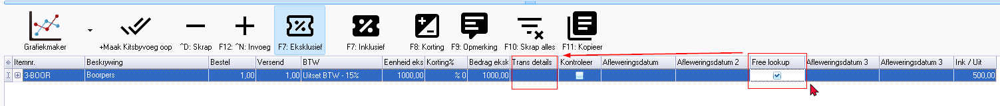 Grafiekmaker +Maak Kitsbyvoeg oop ^D: Skrap F12: ^N: Invoeg F7: Eksklusief F7: Inklusief F8: Korting F9: Opmerking F10: Skrap alles F11: Kopieer
Itemnr. Beskrywing Bestel Versend BTW Eenheid eks Korting% Bedrag eksk Trans details Kontroleer Afleweringsdatum Afleweringsdatum 2 Free lookup Afleweringsdatum 3 Afleweringsdatum 3 Ink / Uit
3-BOOR Boorpers 1,00 1,00 Uitset BTW - 15% 1000,00 % 0 1000,00 500,00